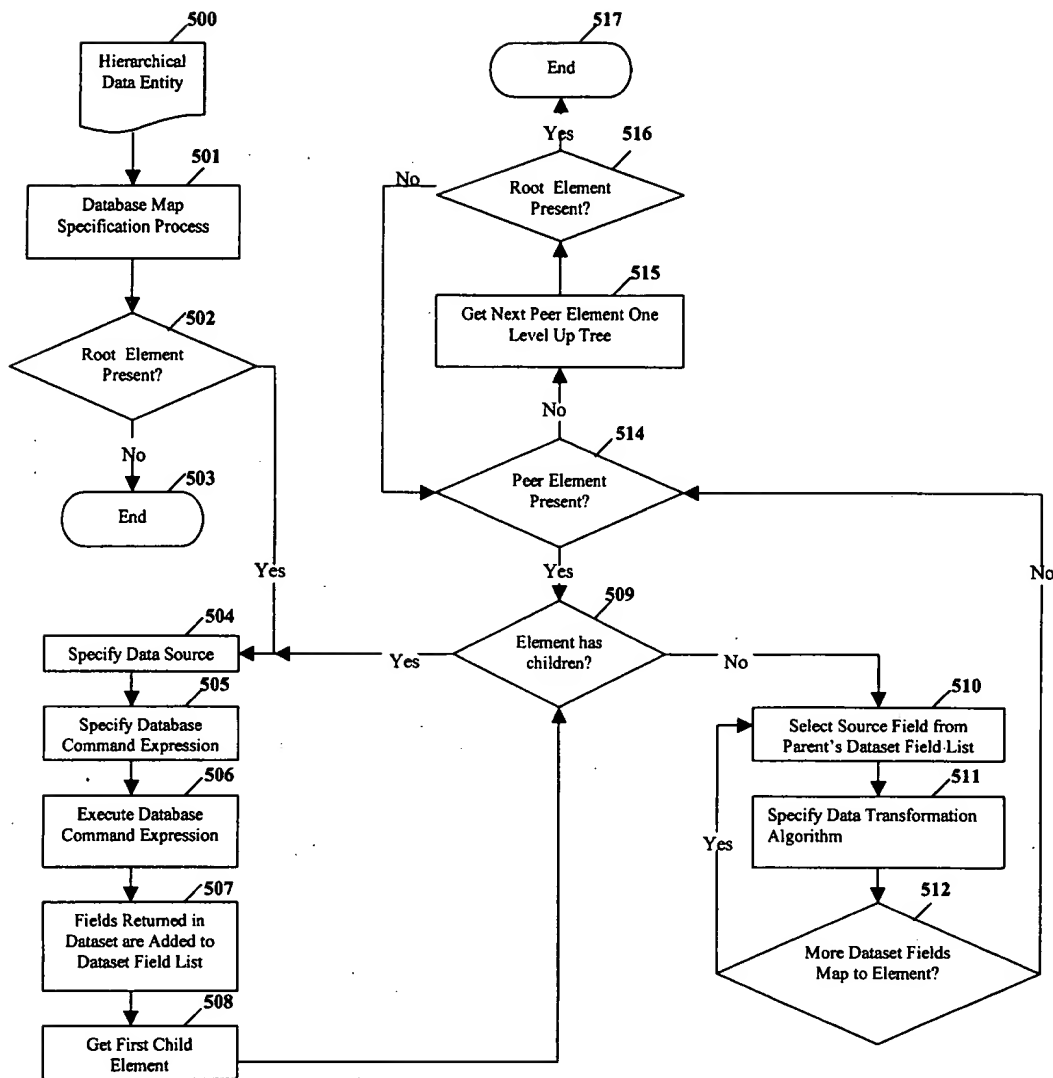 500
Hierarchical
Data Entity
501
Database Map
Specification Process
502
Root Element
Present?
No
503
End
Yes
504
Specify Data Source
505
Specify Database
Command Expression
506
Execute Database
Command Expression
507
Fields Returned in
Dataset are Added to
Dataset Field List
508
Get First Child
Element
517
End
Yes
516
No
Root Element
Present?
515
Get Next Peer Element One
Level Up Tree
No
514
Peer Element
Present?
Yes
509
Element has
children?
Yes
No
510
Select Source Field from
Parent's Dataset Field List
511
Specify Data Transformation
Algorithm
Yes
512
More Dataset Fields
Map to Element?
No